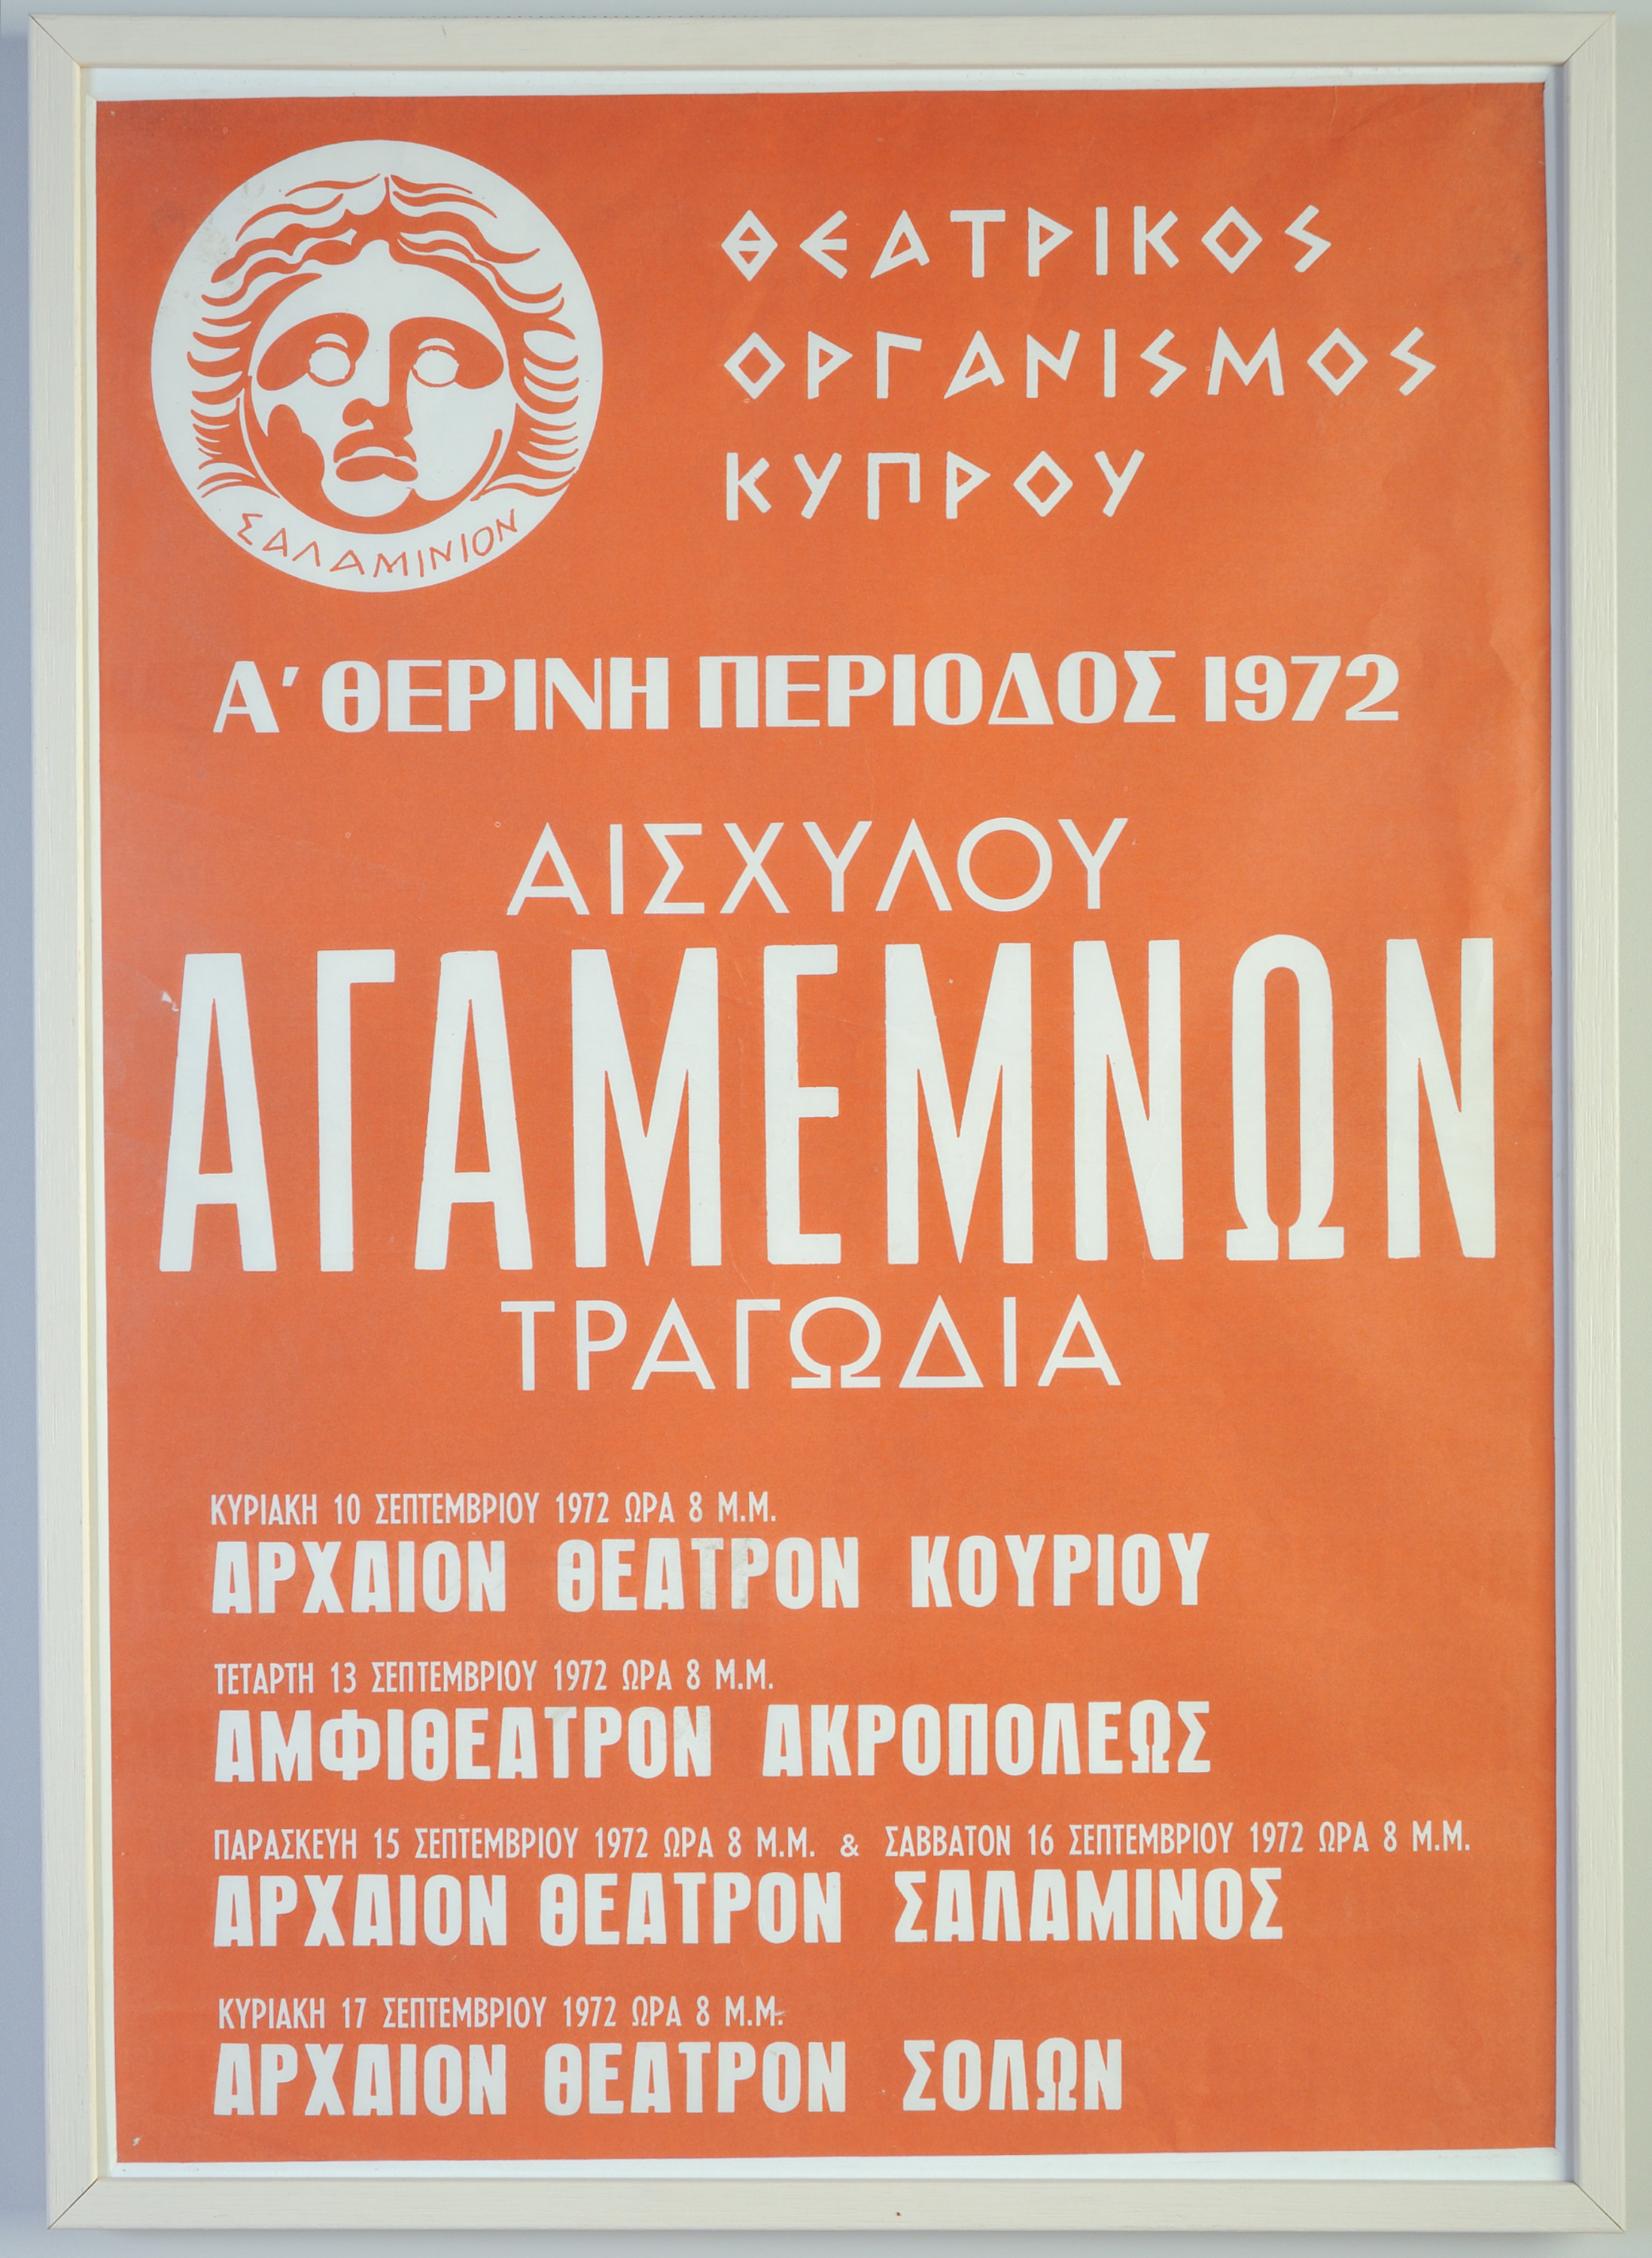 ΣΑΛΑΜΙΝΙΟΝ
ΘΕΑΤΡΙΚΟΣ
ΟΡΓΑΝΙΣΜΟΣ
ΚΥΠΡΟΥ
Α' ΘΕΡΙΝΗ ΠΕΡΙΟΔΟΣ 1972
ΑΙΣΧΥΛΟΥ
ΑΓΑΜΕΜΝΩΝ
ΤΡΑΓΩΔΙΑ
ΚΥΡΙΑΚΗ 10 ΣΕΠΤΕΜΒΡΙΟΥ 1972 ΩΡΑ 8 Μ.Μ.
ΑΡΧΑΙΟΝ ΘΕΑΤΡΟΝ ΚΟΥΡΙΟΥ
ΤΕΤΑΡΤΗ 13 ΣΕΠΤΕΜΒΡΙΟΥ 1972 ΩΡΑ 8 Μ.Μ.
ΑΜΦΙΘΕΑΤΡΟΝ ΑΚΡΟΠΟΛΕΩΣ
ΠΑΡΑΣΚΕΥΗ 15 ΣΕΠΤΕΜΒΡΙΟΥ 1972 ΩΡΑ 8 Μ.Μ. & ΣΑΒΒΑΤΟΝ 16 ΣΕΠΤΕΜΒΡΙΟΥ 1972 ΩΡΑ 8 Μ.Μ.
ΑΡΧΑΙΟΝ ΘΕΑΤΡΟΝ ΣΑΛΑΜΙΝΟΣ
ΚΥΡΙΑΚΗ 17 ΣΕΠΤΕΜΒΡΙΟΥ 1972 ΩΡΑ 8 Μ.Μ.
ΑΡΧΑΙΟΝ ΘΕΑΤΡΟΝ ΣΟΛΩΝ